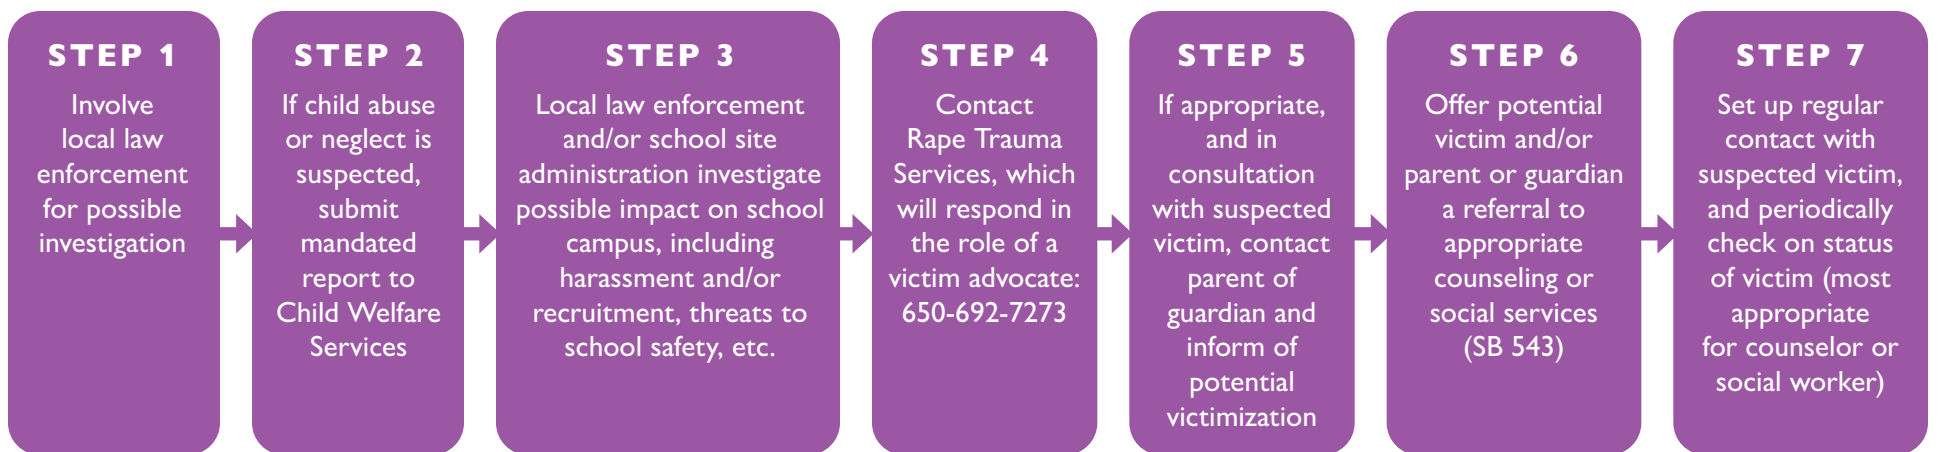 STEP 1
Involve
local law
enforcement
for possible
investigation
STEP 2
If child abuse
or neglect is
suspected,
submit
mandated
report to
Child Welfare
Services
STEP 3
Local law enforcement
and/or school site
administration investigate
possible impact on school
campus, including
harassment and/or
recruitment, threats to
school safety, etc.
STEP 4
Contact
Rape Trauma
Services, which
will respond in
the role of a
victim advocate:
650-692-7273
STEP 5
If appropriate,
and in
consultation
with suspected
victim, contact
parent of
guardian and
inform of
potential
victimization
STEP 6
Offer potential
victim and/or
parent or guardian
a referral to
appropriate
counseling or
social services
(SB 543)
STEP 7
Set up regular
contact with
suspected victim,
and periodically
check on status
of victim (most
appropriate
for counselor or
social worker)